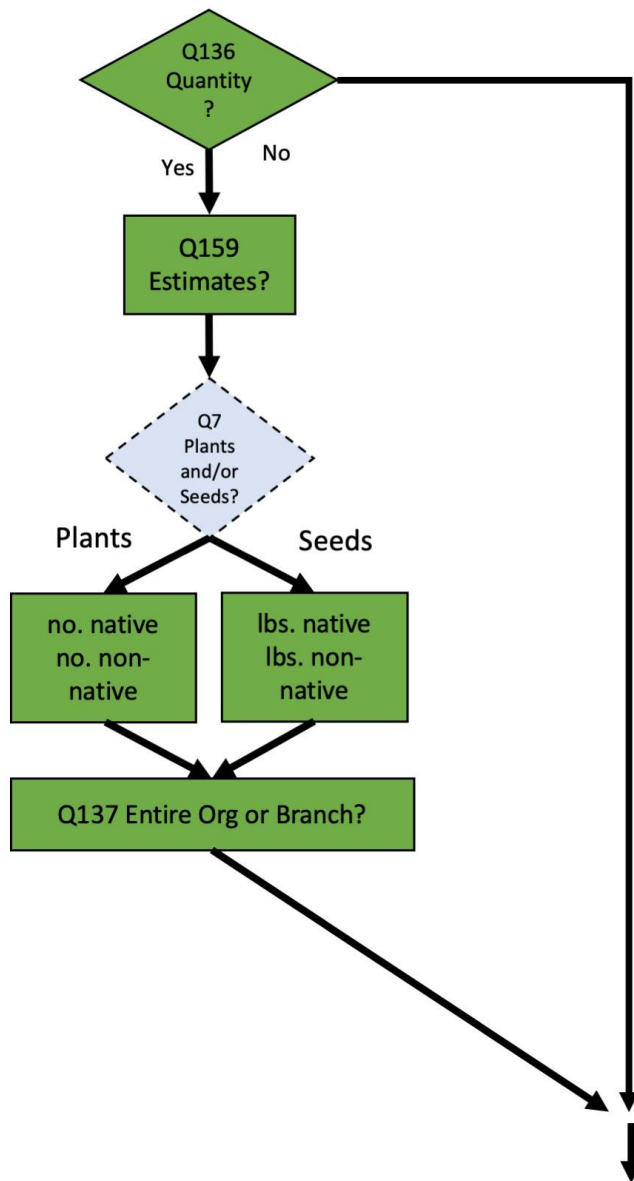 Q136
Quantity
?
Yes
No
Q159
Estimates?
Q7
Plants
and/or
Seeds?
Plants
Seeds
no. native
no. non-
native
lbs. native
lbs. non-
native
Q137 Entire Org or Branch?